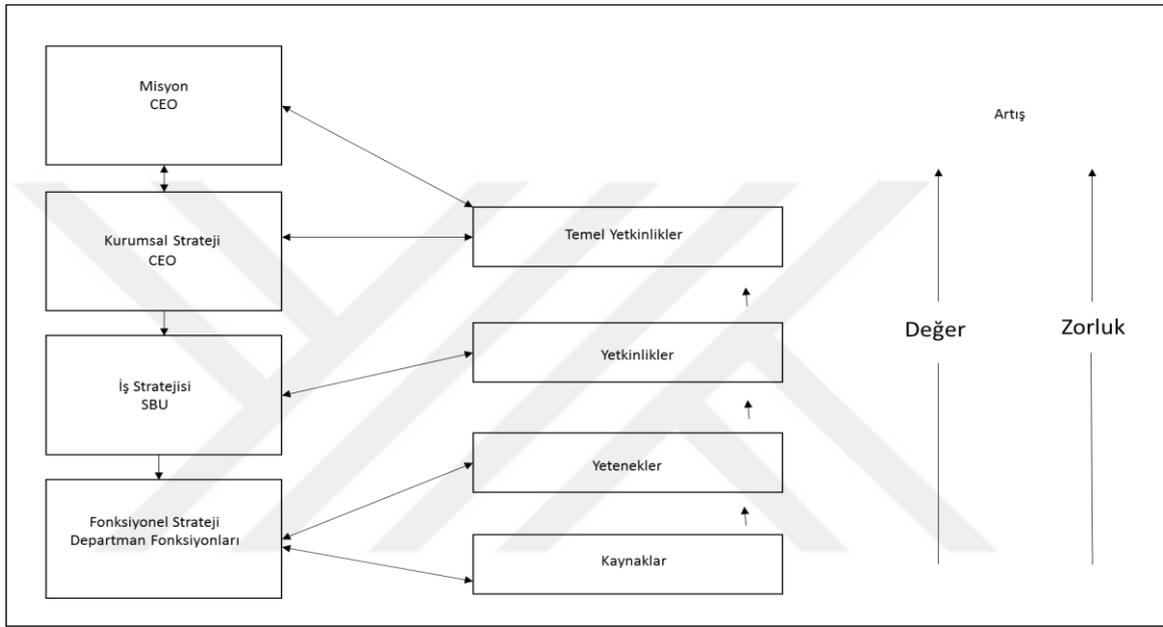 Misyon
CEO
Artış
Kurumsal Strateji
CEO
Temel Yetkinlikler
İş Stratejisi
SBU
Yetkinlikler
Değer
Zorluk
Yetenekler
Fonksiyonel Strateji
Departman Fonksiyonları
Kaynaklar